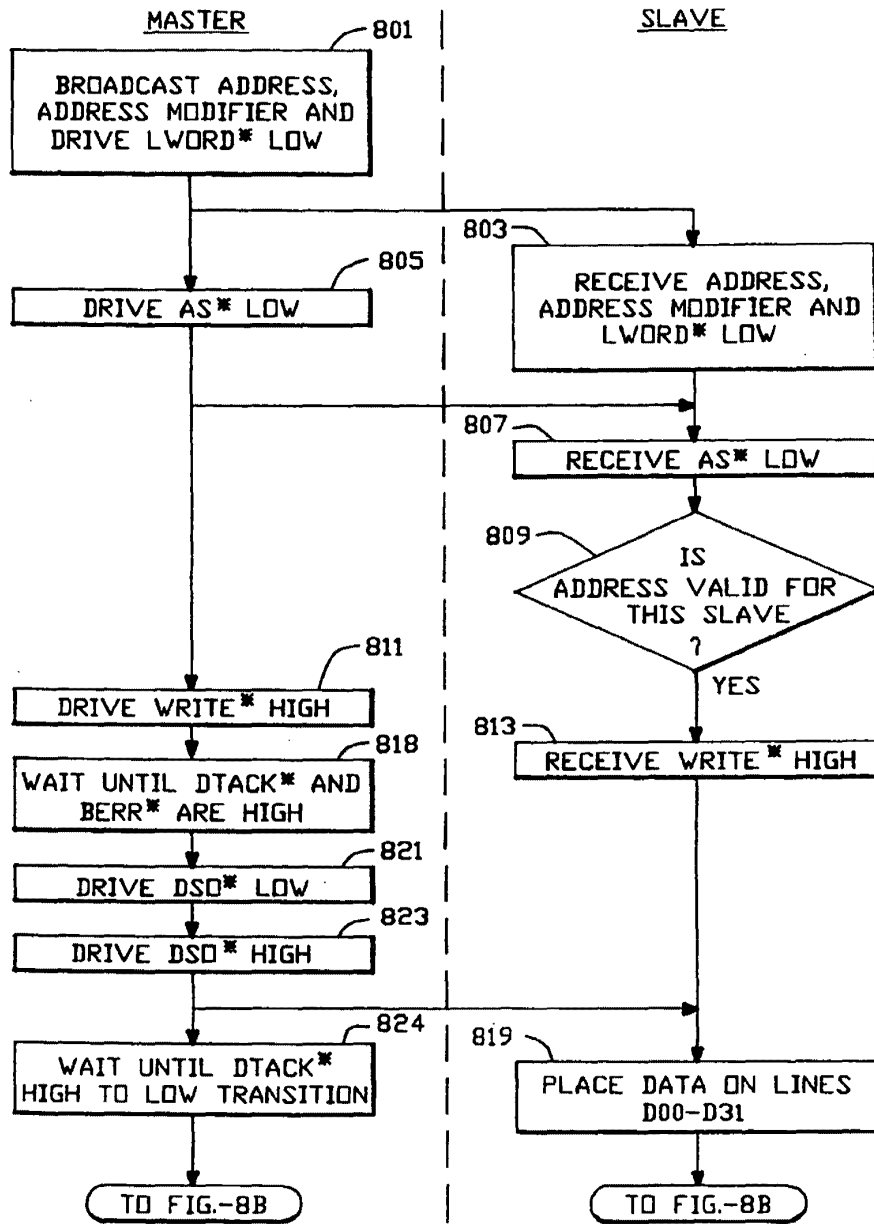 MASTER
801
BROADCAST ADDRESS,
ADDRESS MODIFIER AND
DRIVE LWORD* LOW
805
DRIVE AS* LOW
811
DRIVE WRITE* HIGH
818
WAIT UNTIL DTACK* AND
BERR* ARE HIGH
821
DRIVE DSO* LOW
823
DRIVE DSO* HIGH
824
WAIT UNTIL DTACK*
HIGH TO LOW TRANSITION
TO FIG.-8B
SLAVE
803
RECEIVE ADDRESS,
ADDRESS MODIFIER AND
LWORD* LOW
807
RECEIVE AS* LOW
809
IS
ADDRESS VALID FOR
THIS SLAVE
?
YES
813
RECEIVE WRITE* HIGH
819
PLACE DATA ON LINES
D00-D31
TO FIG.-8B